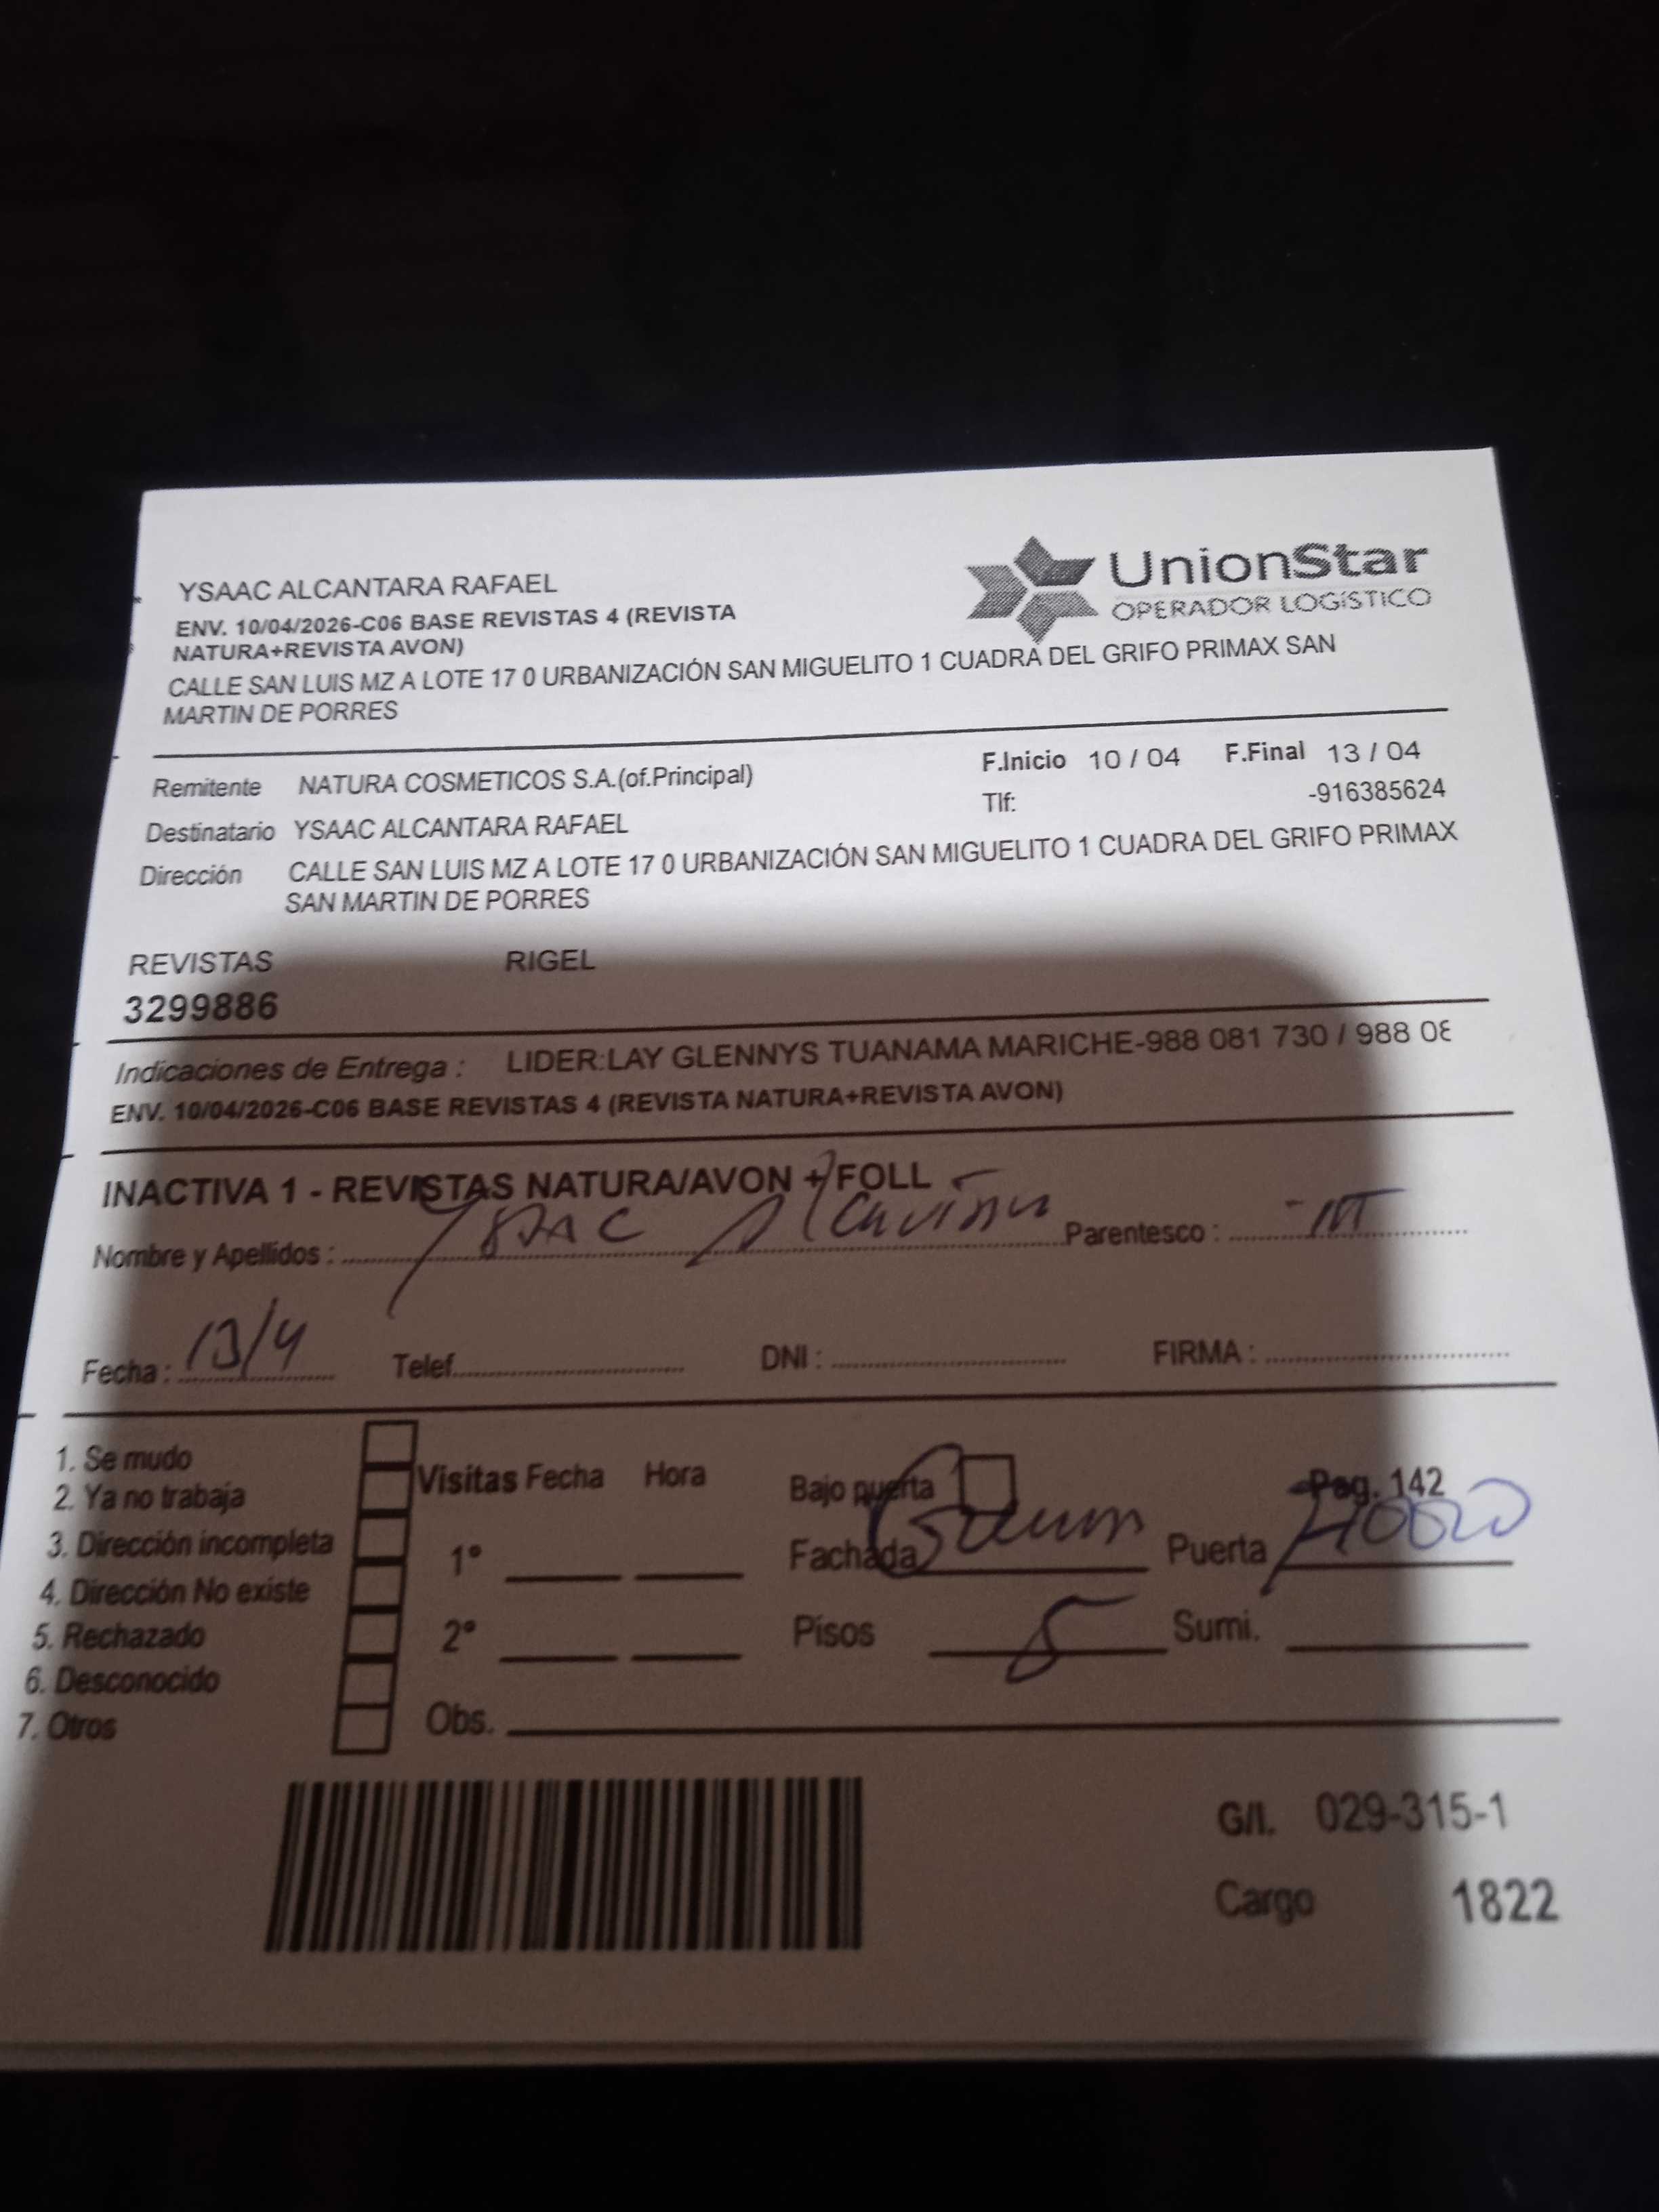 YSAAC ALCANTARA RAFAEL
UnionStar
OPERADOR LOGÍSTICO
ENV. 10/04/2026-C06 BASE REVISTAS 4 (REVISTA
NATURA+REVISTA AVON)
CALLE SAN LUIS MZ A LOTE 17 0 URBANIZACIÓN SAN MIGUELITO 1 CUADRA DEL GRIFO PRIMAX SAN
MARTIN DE PORRES
Remitente NATURA COSMETICOS S.A.(of.Principal) F.Inicio 10 / 04 F.Final 13 / 04
Tlf: -916385624
Destinatario YSAAC ALCANTARA RAFAEL
Dirección CALLE SAN LUIS MZ A LOTE 17 0 URBANIZACIÓN SAN MIGUELITO 1 CUADRA DEL GRIFO PRIMAX
SAN MARTIN DE PORRES
REVISTAS RIGEL
3299886
Indicaciones de Entrega : LIDER:LAY GLENNYS TUANAMA MARICHE-988 081 730 / 988 08
ENV. 10/04/2026-C06 BASE REVISTAS 4 (REVISTA NATURA+REVISTA AVON)
INACTIVA 1 - REVISTAS NATURA/AVON + FOLL
Nombre y Apellidos : Ysaac Parentesco :
Fecha : 13/4 Telef. DNI : FIRMA :
1. Se mudo
2. Ya no trabaja
3. Dirección incompleta
4. Dirección No existe
5. Rechazado
6. Desconocido
7. Otros
Visitas Fecha Hora
1°
2°
Obs.
Bajo puerta Pag. 142
Fachada Puerta
Pisos 5 Sumi.
G/l. 029-315-1
Cargo 1822